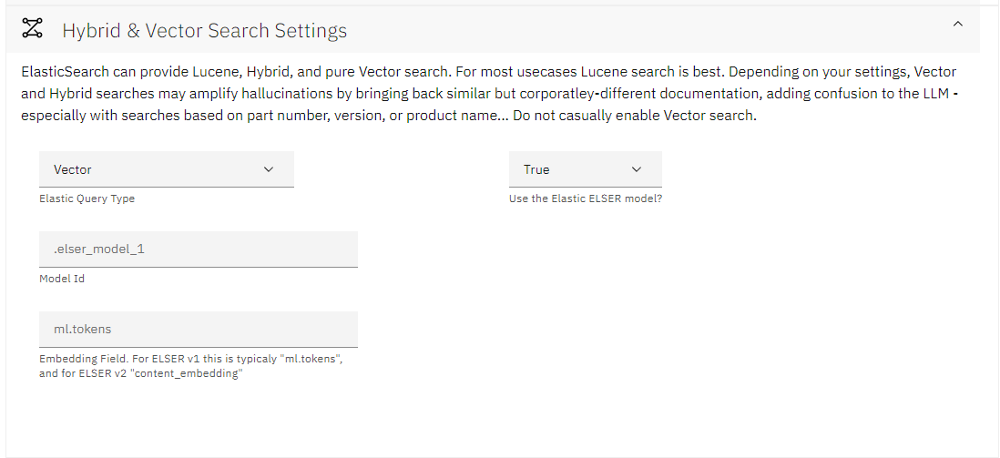 Hybrid & Vector Search Settings
ElasticSearch can provide Lucene, Hybrid, and pure Vector search. For most usecases Lucene search is best. Depending on your settings, Vector
and Hybrid searches may amplify hallucinations by bringing back similar but corporatley-different documentation, adding confusion to the LLM -
especially with searches based on part number, version, or product name... Do not casually enable Vector search.
Vector
True
Elastic Query Type
Use the Elastic ELSER model?
.elser_model_1
Model Id
ml.tokens
Embedding Field. For ELSER v1 this is typicaly "ml.tokens",
and for ELSER v2 "content_embedding"